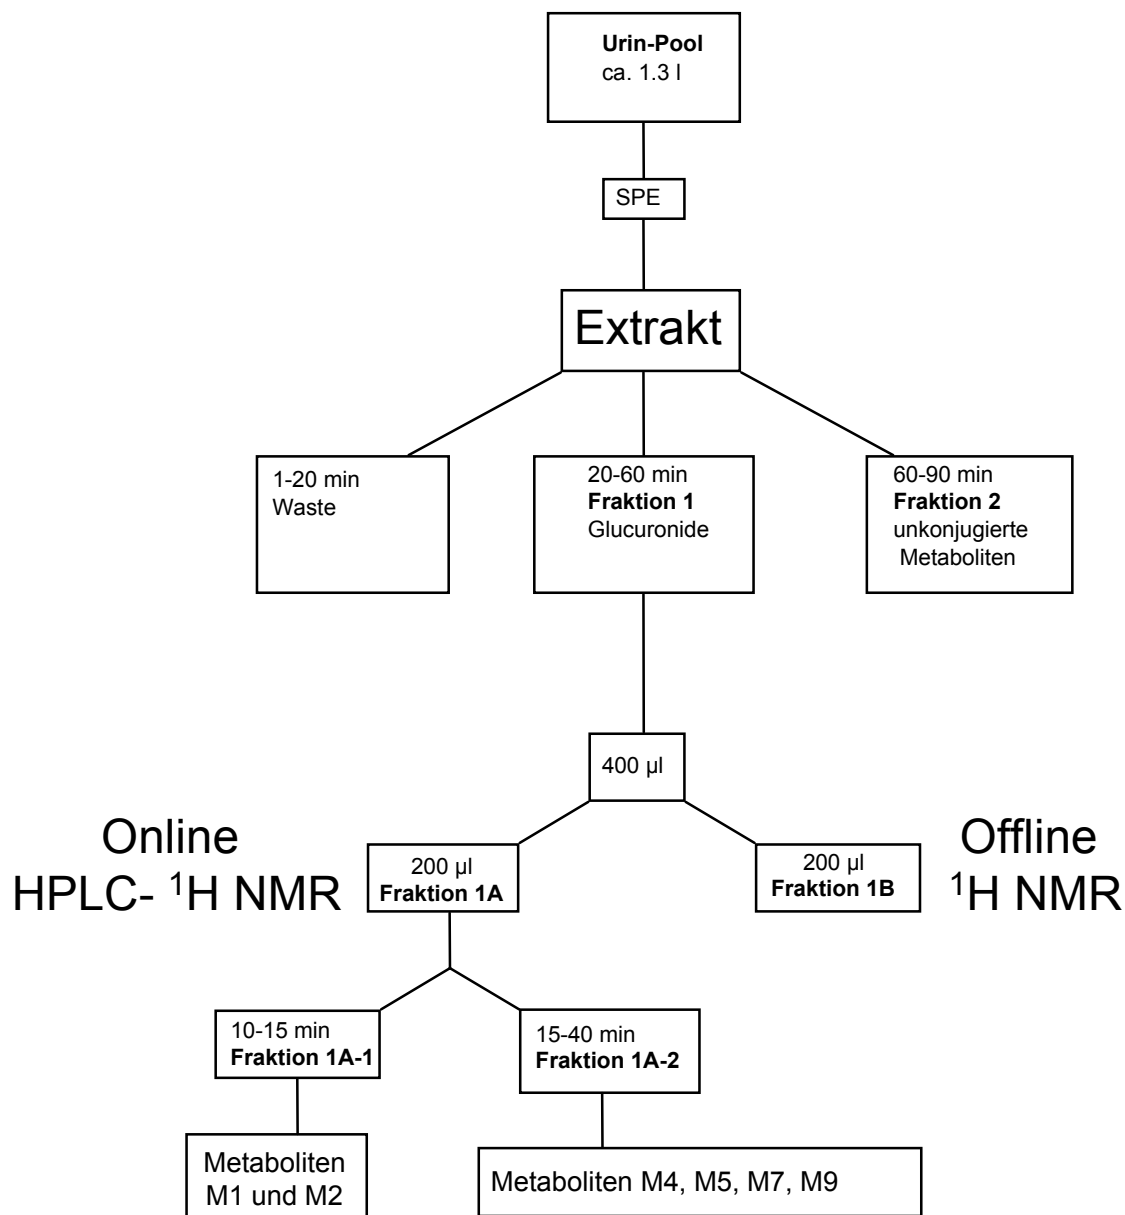 Urin-Pool
ca. 1.3 l
SPE
Extrakt
1-20 min
Waste
20-60 min
Fraktion 1
Glucuronide
60-90 min
Fraktion 2
unkonjugierte
Metaboliten
400 µl
Online
HPLC- ¹H NMR
200 µl
Fraktion 1A
200 µl
Fraktion 1B
Offline
¹H NMR
10-15 min
Fraktion 1A-1
15-40 min
Fraktion 1A-2
Metaboliten
M1 und M2
Metaboliten M4, M5, M7, M9